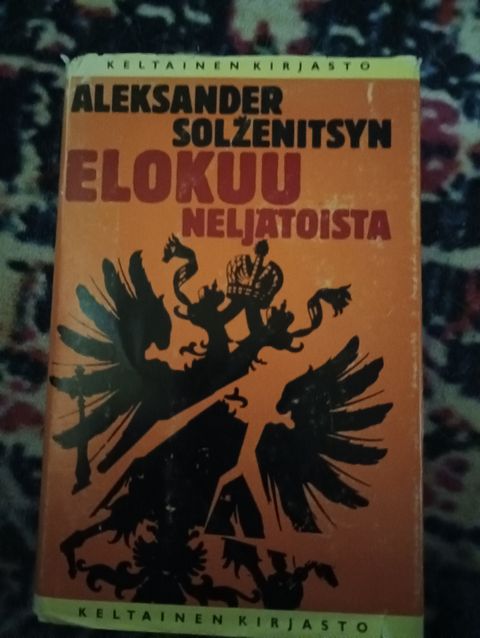 KELTAINEN KIRJASTO
ALEKSANDER
SOLŽENITSYN
ELOKUU
NELJÄTOISTA
KELTAINEN KIRJASTO